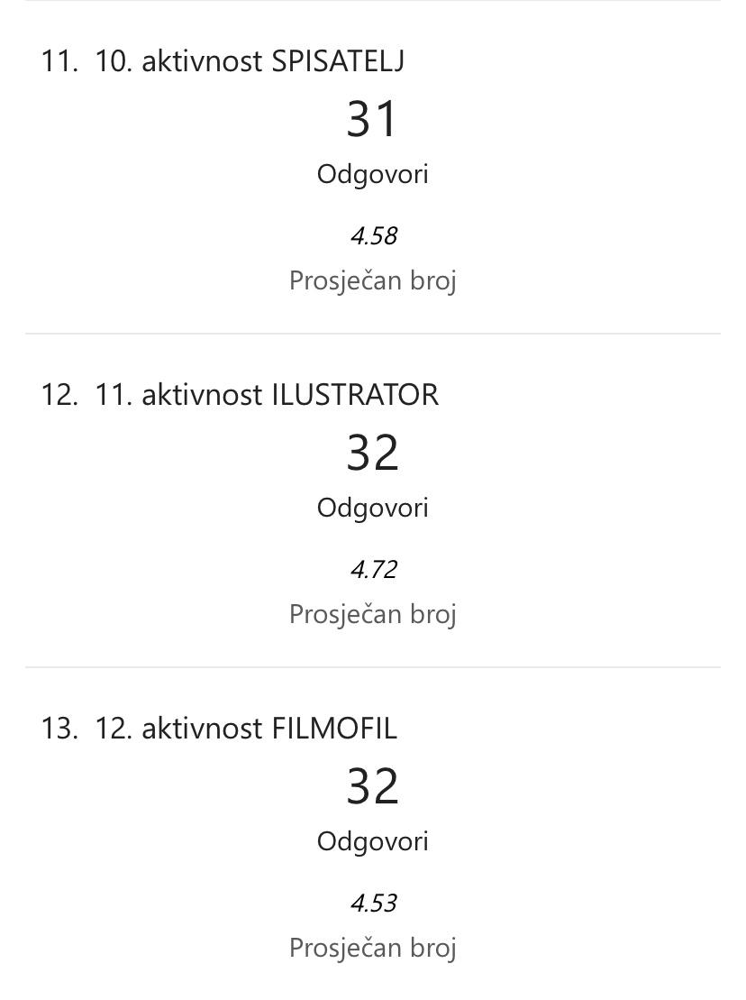 11. 10. aktivnost SPISATELJ
31
Odgovori
4.58
Prosječan broj
12. 11. aktivnost ILUSTRATOR
32
Odgovori
4.72
Prosječan broj
13. 12. aktivnost FILMOFIL
32
Odgovori
4.53
Prosječan broj